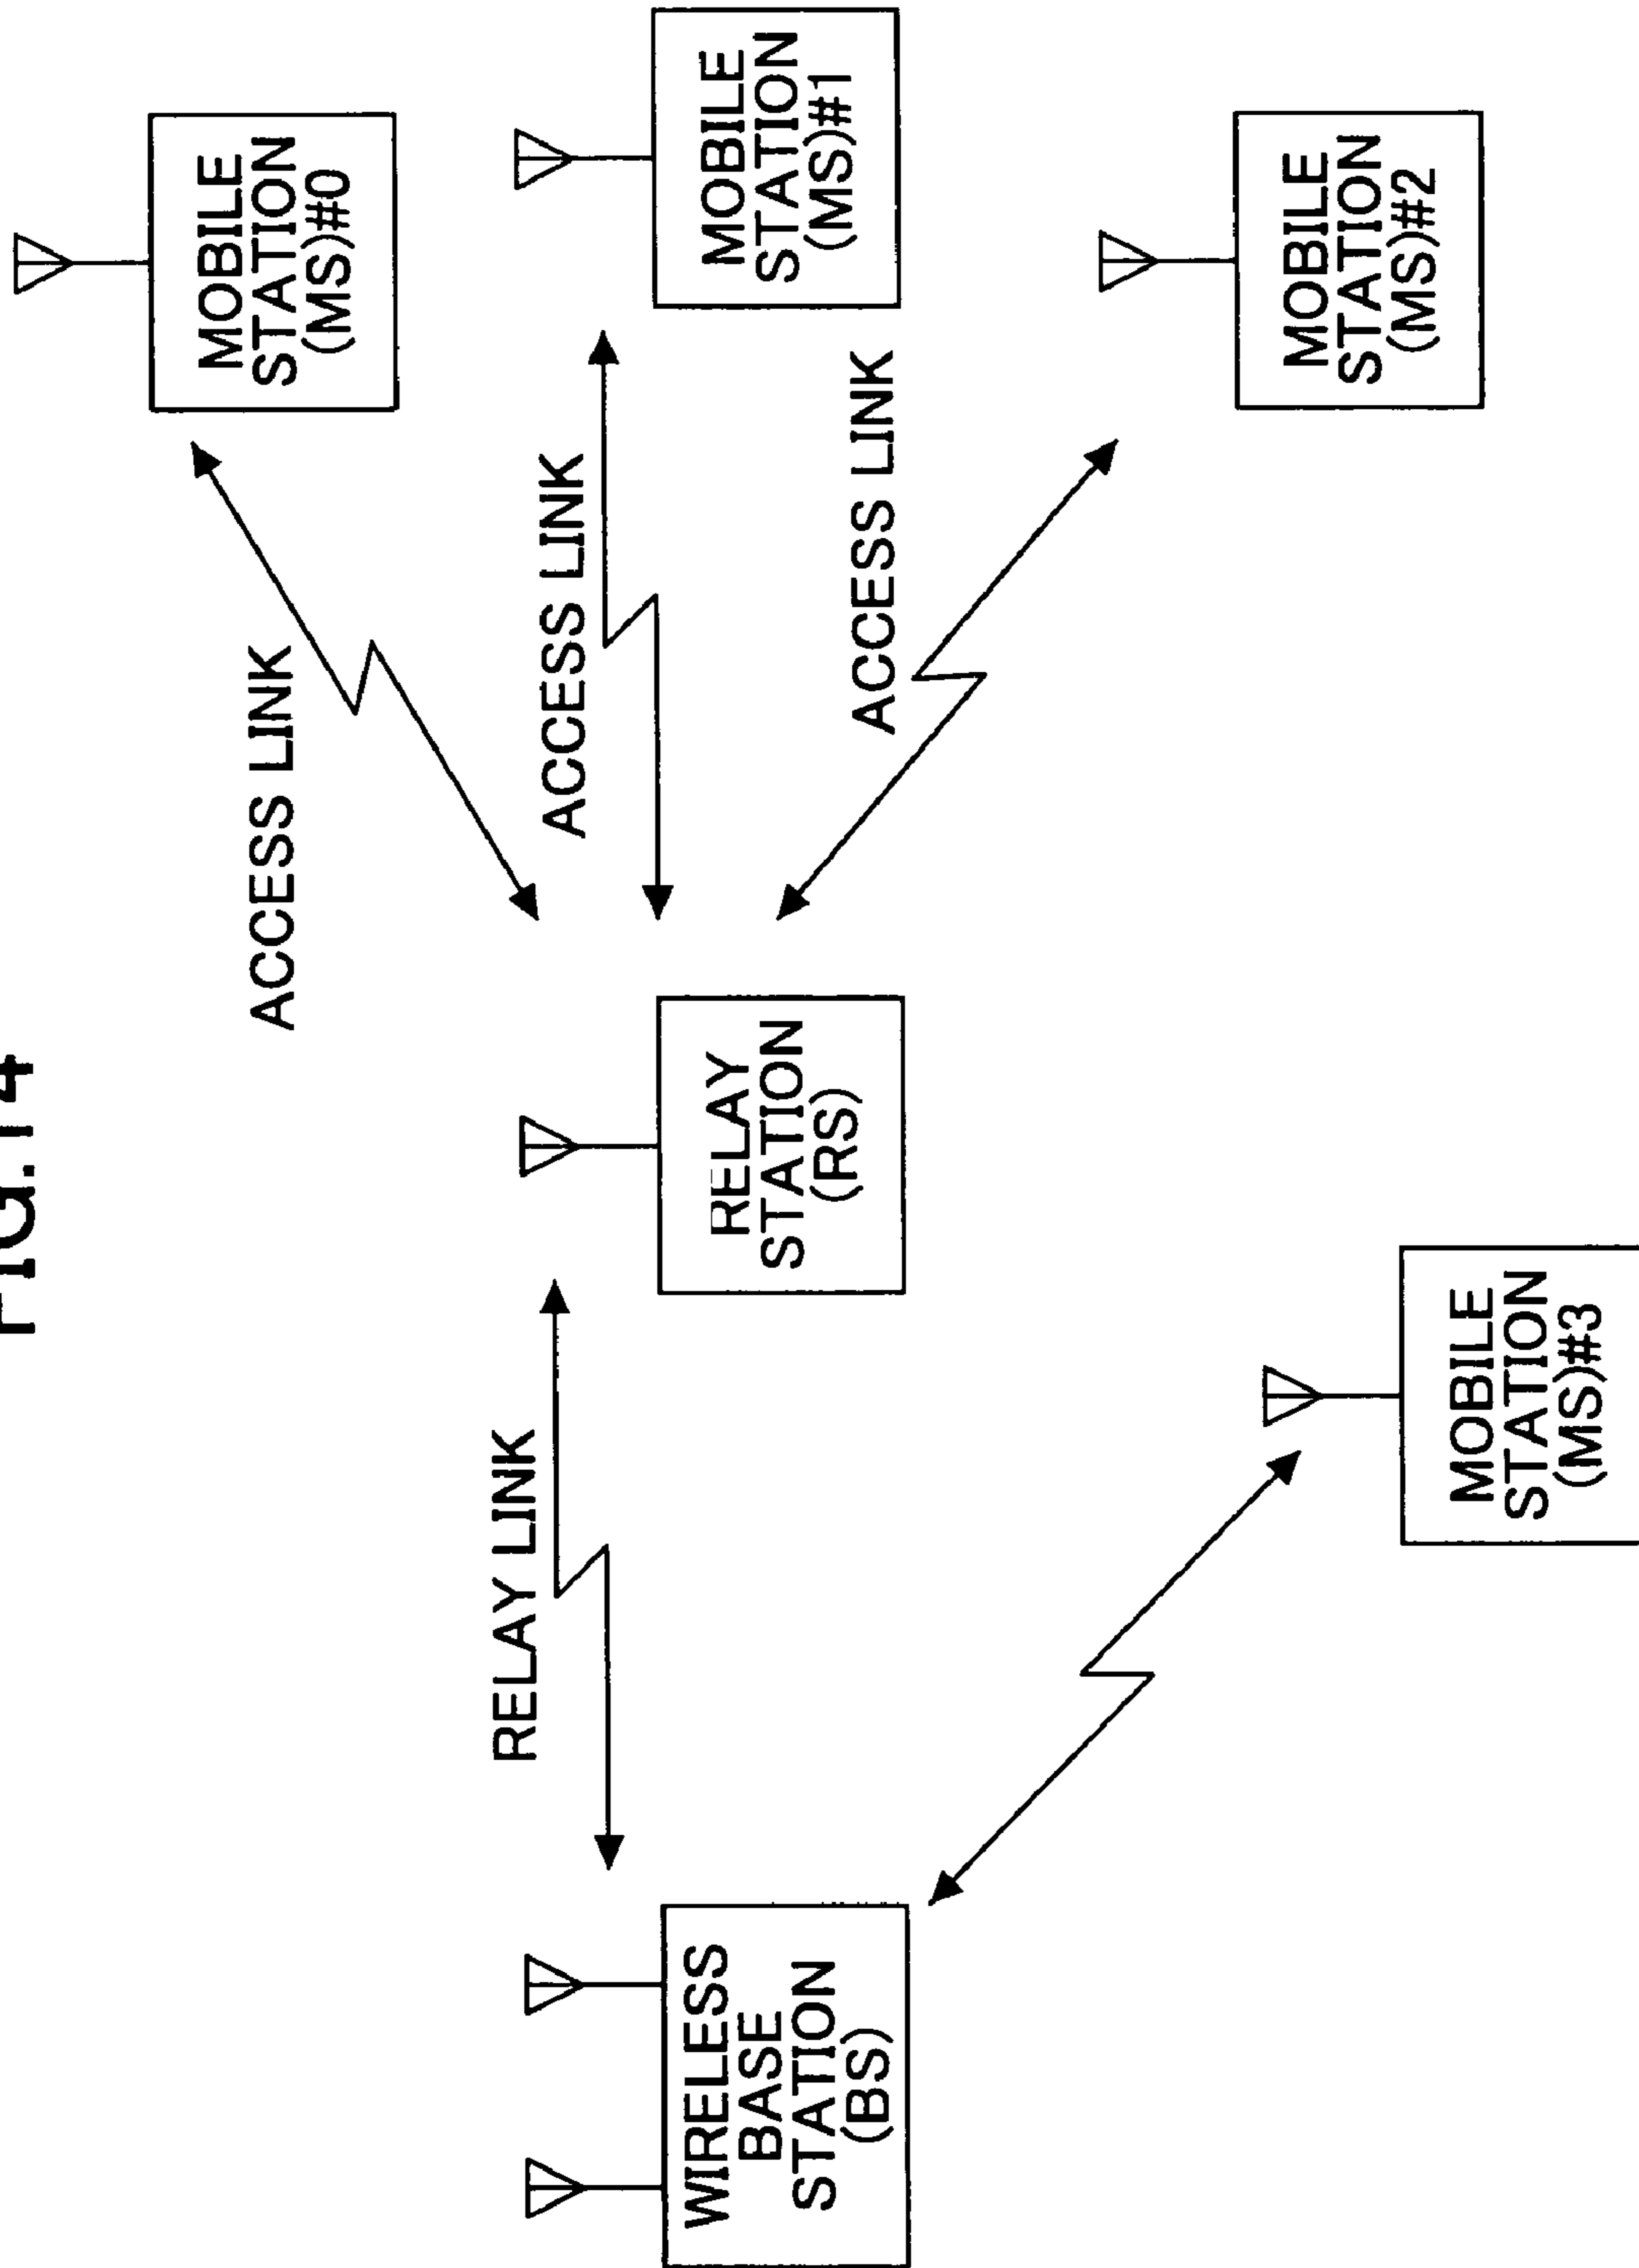 FIG.14
WIRELESS
BASE
STATION
(BS)
RELAY LINK
RELAY
STATION
(RS)
ACCESS LINK
ACCESS LINK
ACCESS LINK
MOBILE
STATION
(MS)#0
MOBILE
STATION
(MS)#1
MOBILE
STATION
(MS)#2
MOBILE
STATION
(MS)#3